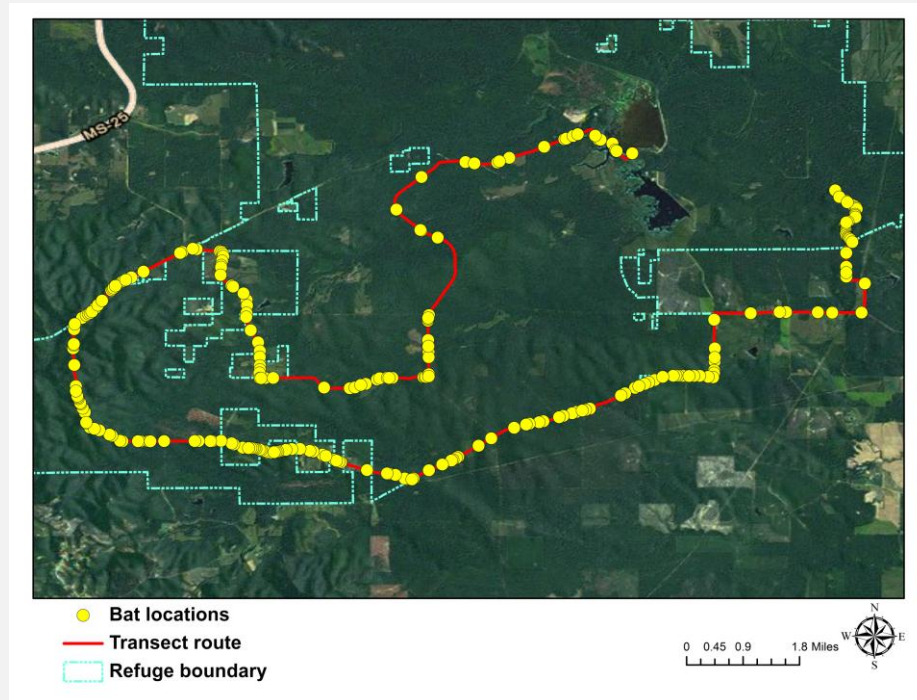 MS-25
Bat locations
Transect route
Refuge boundary
0 0.45 0.9 1.8 Miles
N
W E
S